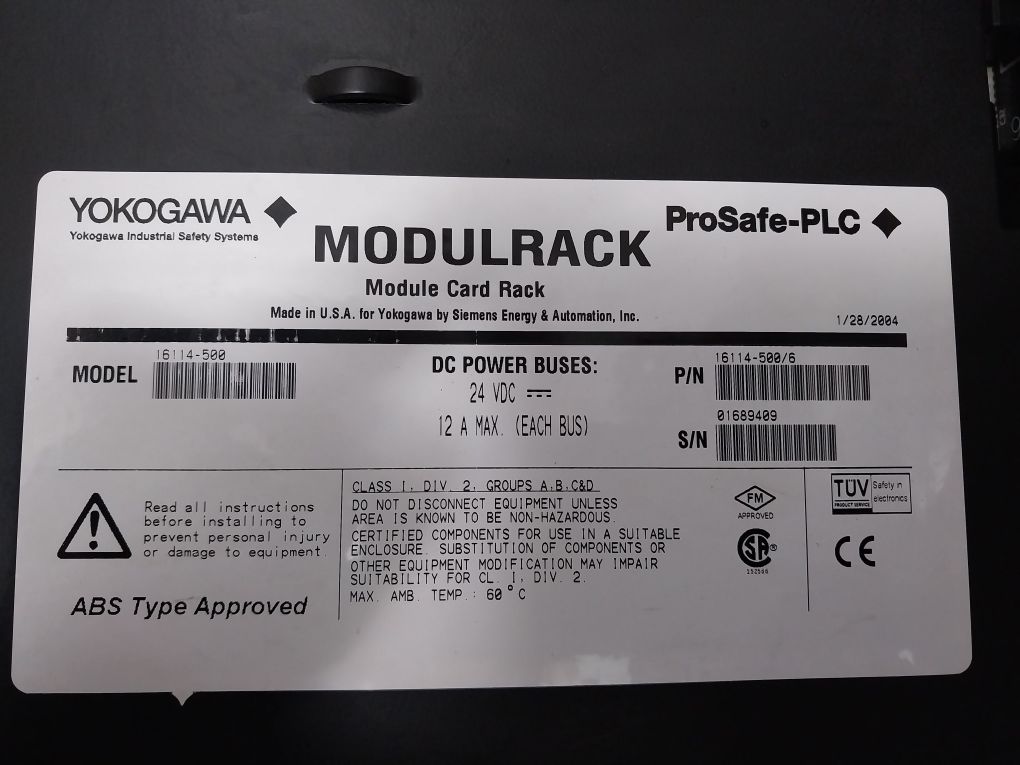 YOKOGAWA
Yokogawa Industrial Safety Systems
ProSafe-PLC
MODULRACK
Module Card Rack
Made in U.S.A. for Yokogawa by Siemens Energy & Automation, Inc.
1/28/2004
MODEL
16114-500
DC POWER BUSES:
24 VDC
12 A MAX. (EACH BUS)
P/N
16114-500/6
S/N
01689409
Read all instructions
before installing to
prevent personal injury
or damage to equipment.
ABS Type Approved
CLASS I, DIV. 2, GROUPS A,B,C&D
DO NOT DISCONNECT EQUIPMENT UNLESS
AREA IS KNOWN TO BE NON-HAZARDOUS.
CERTIFIED COMPONENTS FOR USE IN A SUITABLE
ENCLOSURE. SUBSTITUTION OF COMPONENTS OR
OTHER EQUIPMENT MODIFICATION MAY IMPAIR
SUITABILITY FOR CL. I, DIV. 2.
MAX. AMB. TEMP.: 60°C
FM
APPROVED
SA®
TÜV
PRODUCT SERVICE
Safety in
electronics
CE